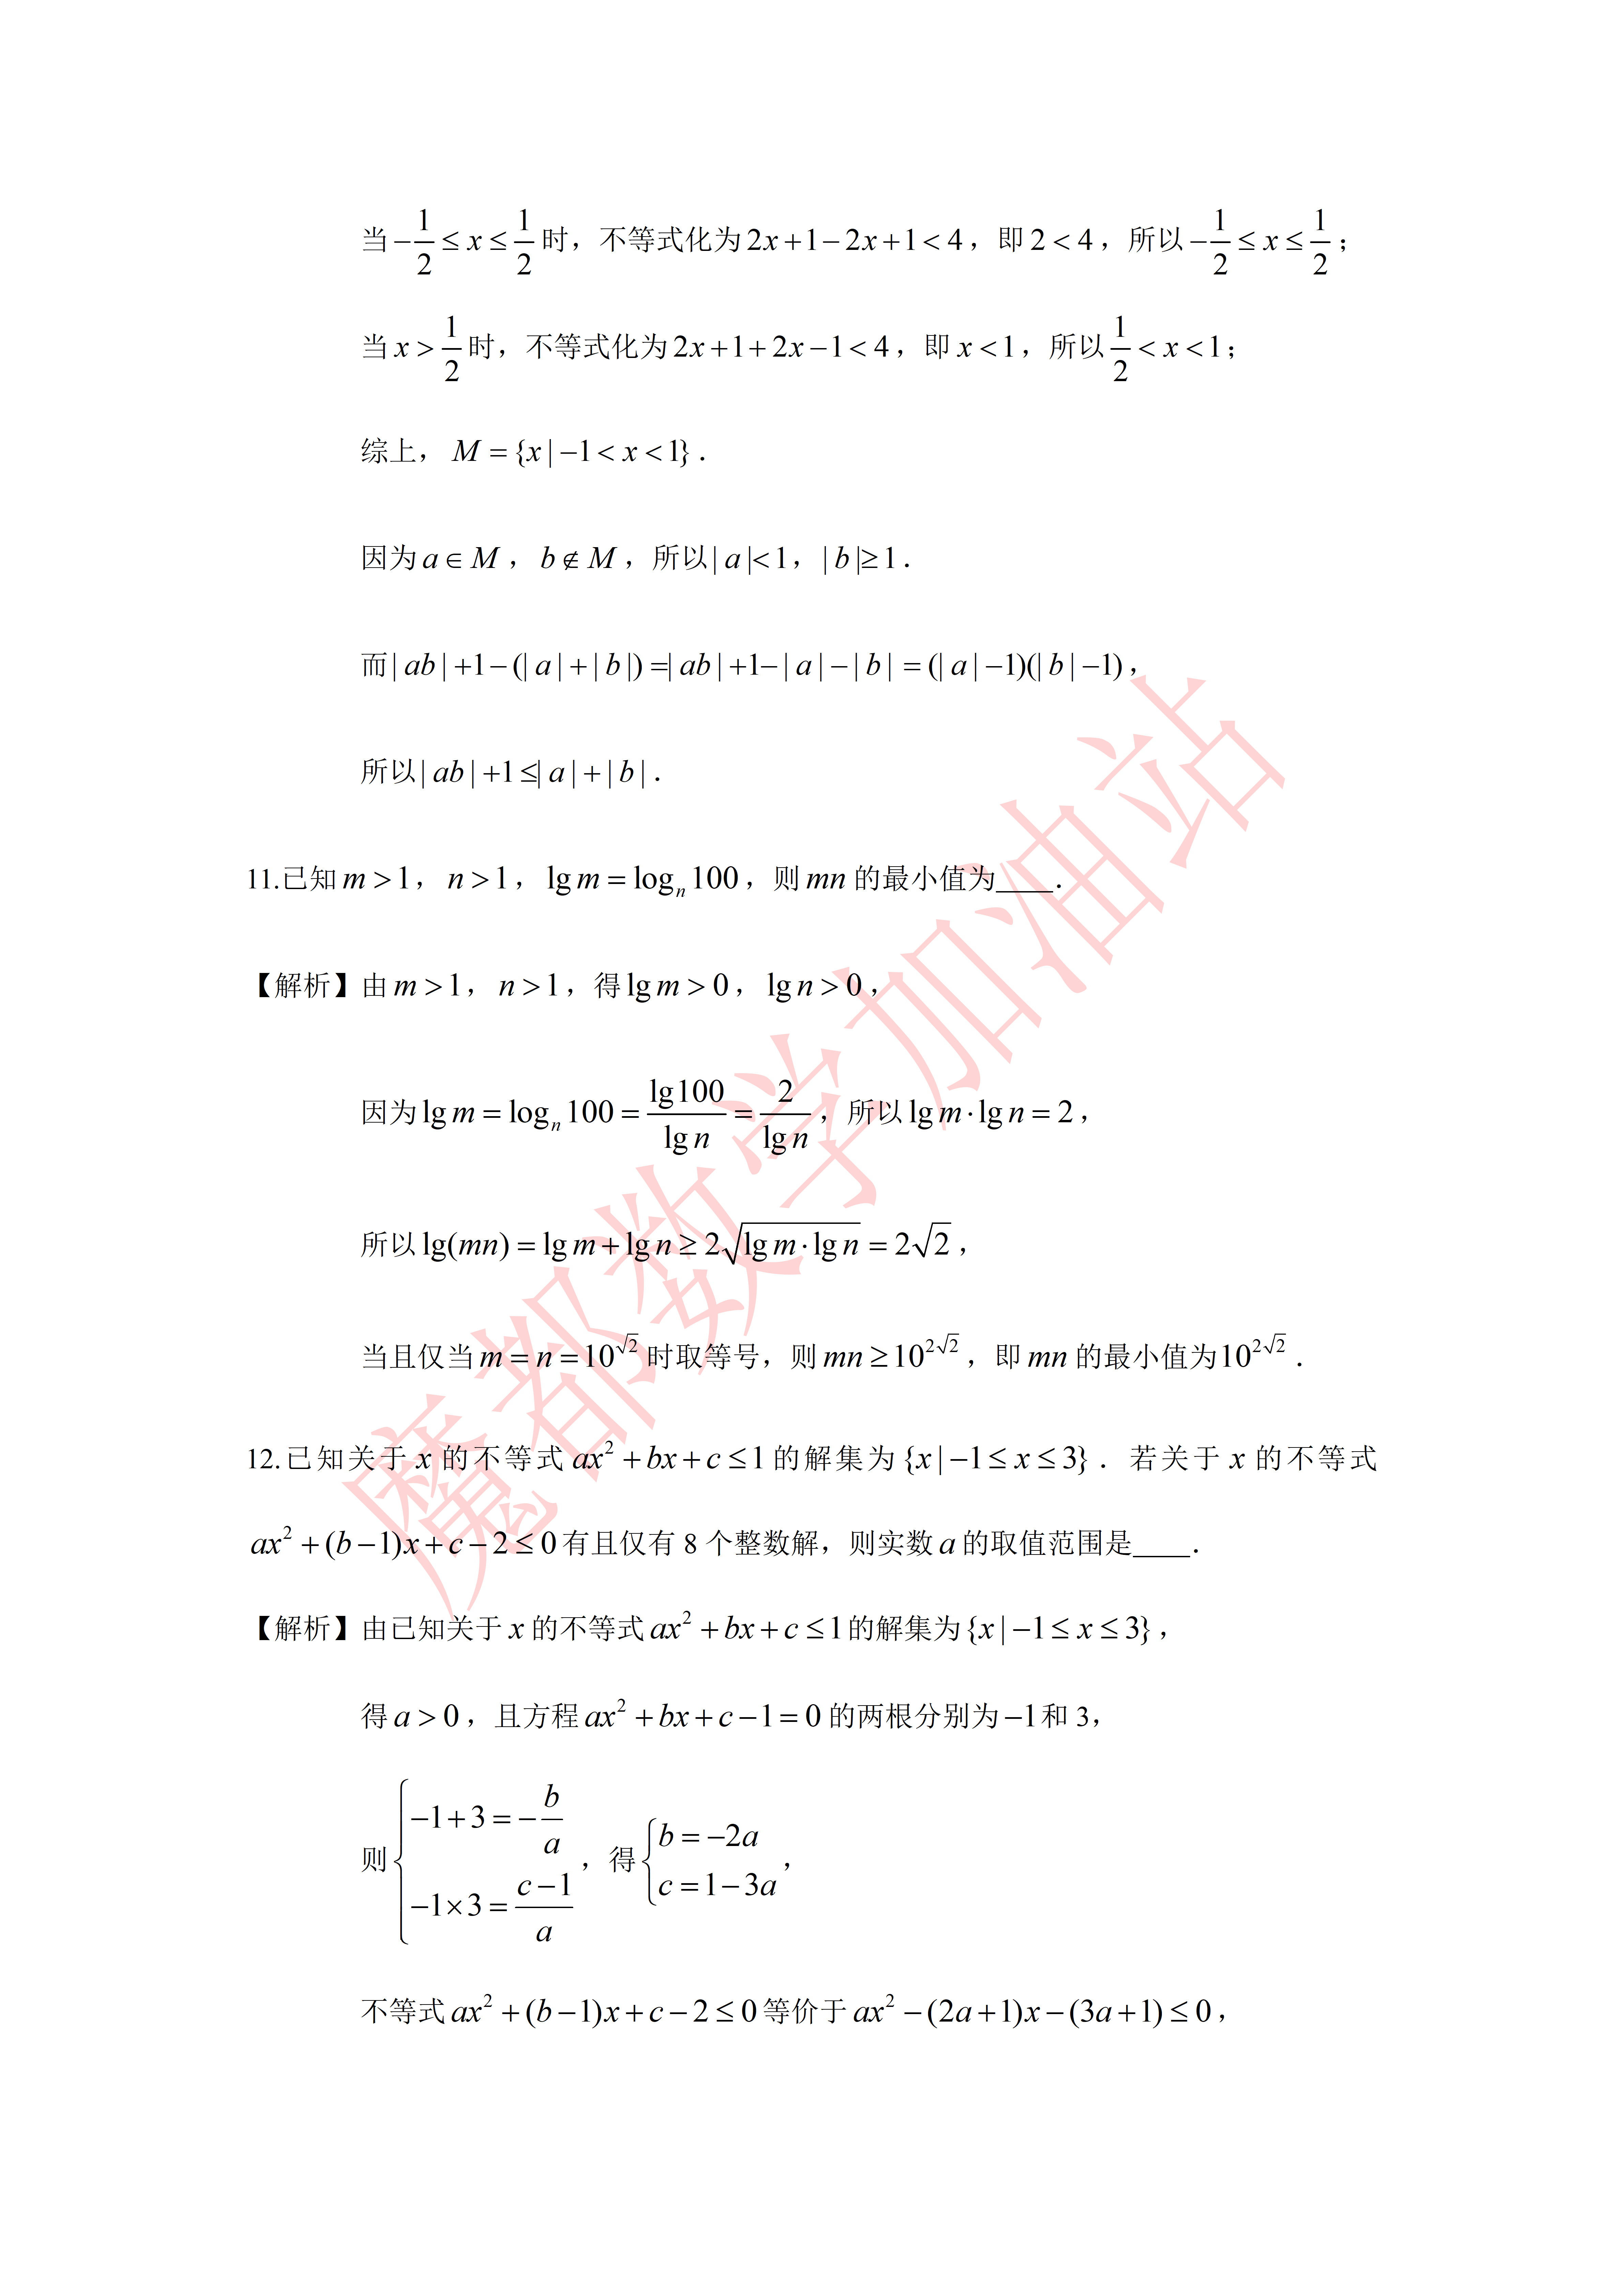 当 $-\frac{1}{2} \le x \le \frac{1}{2}$ 时，不等式化为 $2x+1-2x+1<4$，即 $2<4$，所以 $-\frac{1}{2} \le x \le \frac{1}{2}$；
当 $x>\frac{1}{2}$ 时，不等式化为 $2x+1+2x-1<4$，即 $x<1$，所以 $\frac{1}{2}<x<1$；
综上，$M=\{x|-1<x<1\}$．
因为 $a \in M$，$b \notin M$，所以 $|a|<1$，$|b|\ge 1$．
而 $|ab|+1-(|a|+|b|)=|ab|+1-|a|-|b|=(|a|-1)(|b|-1)$，
所以 $|ab|+1\le|a|+|b|$．
11.已知 $m>1$，$n>1$，$\lg m=\log_n 100$，则 $mn$ 的最小值为____．
【解析】由 $m>1$，$n>1$，得 $\lg m>0$，$\lg n>0$，
因为 $\lg m=\log_n 100=\frac{\lg 100}{\lg n}=\frac{2}{\lg n}$，所以 $\lg m\cdot\lg n=2$，
所以 $\lg(mn)=\lg m+\lg n\ge 2\sqrt{\lg m\cdot\lg n}=2\sqrt{2}$，
当且仅当 $m=n=10^{\sqrt{2}}$ 时取等号，则 $mn\ge 10^{2\sqrt{2}}$，即 $mn$ 的最小值为 $10^{2\sqrt{2}}$．
12.已知关于 $x$ 的不等式 $ax^2+bx+c\le 1$ 的解集为 $\{x|-1\le x\le 3\}$．若关于 $x$ 的不等式
$ax^2+(b-1)x+c-2\le 0$ 有且仅有 8 个整数解，则实数 $a$ 的取值范围是____．
【解析】由已知关于 $x$ 的不等式 $ax^2+bx+c\le 1$ 的解集为 $\{x|-1\le x\le 3\}$，
得 $a>0$，且方程 $ax^2+bx+c-1=0$ 的两根分别为 $-1$ 和 3，
则 $\begin{cases}-1+3=-\frac{b}{a}\\-1\times 3=\frac{c-1}{a}\end{cases}$，得 $\begin{cases}b=-2a\\c=1-3a\end{cases}$，
不等式 $ax^2+(b-1)x+c-2\le 0$ 等价于 $ax^2-(2a+1)x-(3a+1)\le 0$，
魔都数学加油站